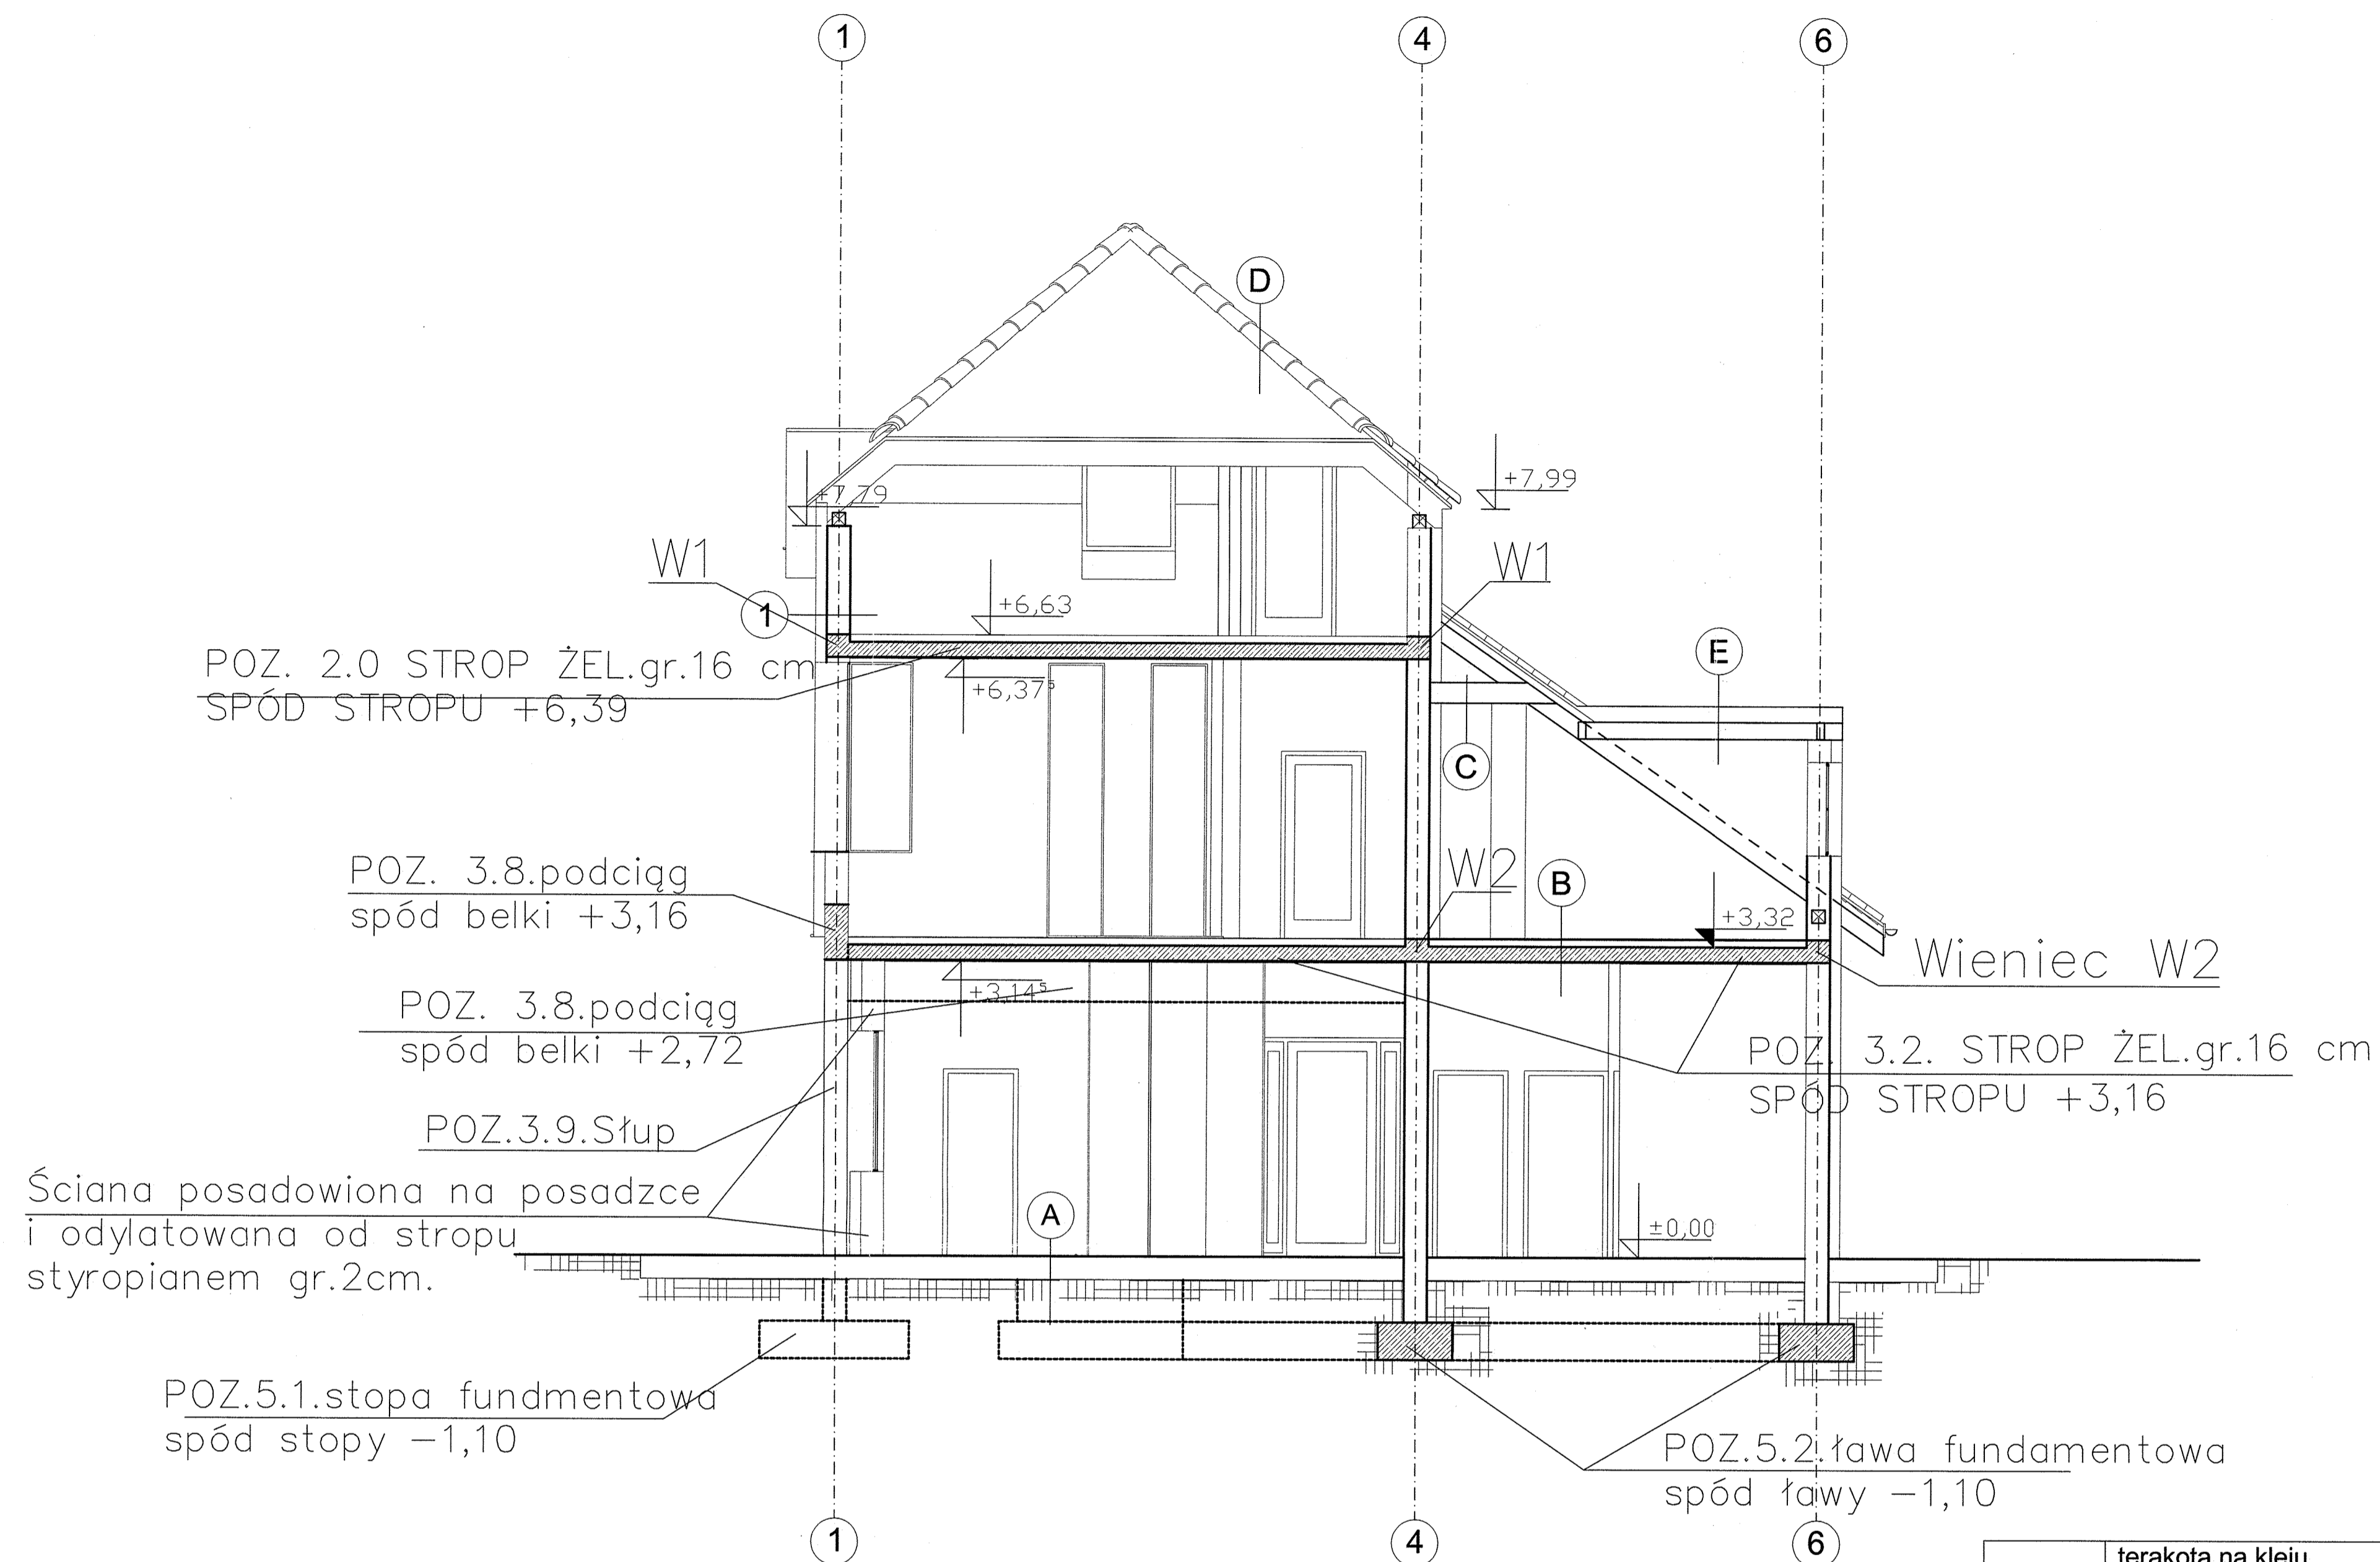 1
4
6
D
+7,99
+7,79
W1
W1
1
+6,63
E
POZ. 2.0 STROP ŻEL.gr.16 cm
SPÓD STROPU +6,39
+6,37⁵
C
POZ. 3.8.podciąg
spód belki +3,16
W2
B
+3,32
Wieniec W2
POZ. 3.8.podciąg
spód belki +2,72
+3,14⁵
POZ. 3.2. STROP ŻEL.gr.16 cm
SPÓD STROPU +3,16
POZ.3.9.Słup
Ściana posadowiona na posadzce
i odylatowana od stropu
styropianem gr.2cm.
A
±0,00
POZ.5.1.stopa fundmentowa
spód stopy −1,10
POZ.5.2.ława fundamentowa
spód ławy −1,10
1
4
6
terakota na kleju